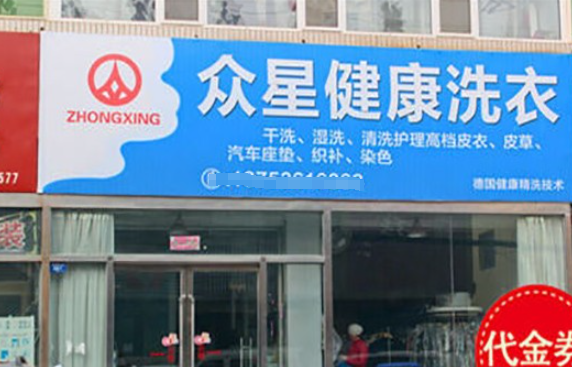 众星健康洗衣
ZHONGXING
干洗、湿洗、清洗护理高档皮衣、皮草、
汽车座垫、织补、染色
德国健康精洗技术
577
装
代金券